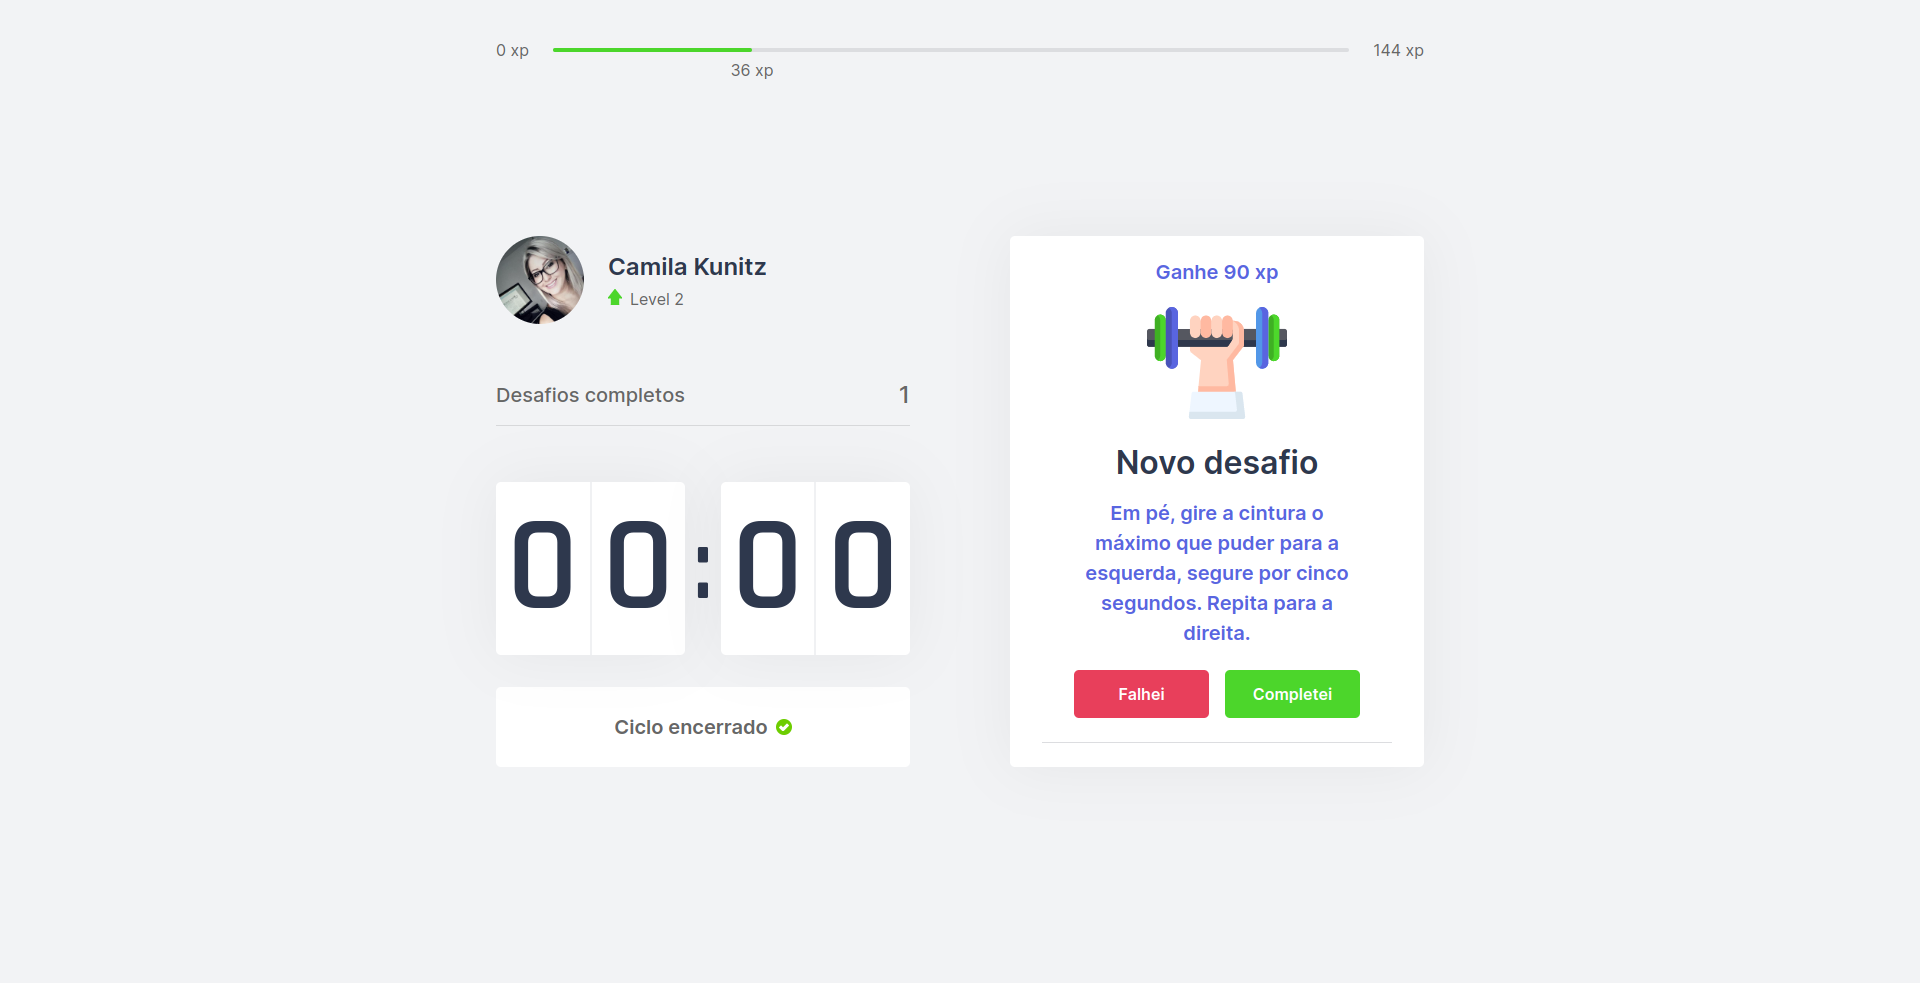 0 xp
36 xp
144 xp
Camila Kunitz
Level 2
Desafios completos
1
00:00
Ciclo encerrado
Ganhe 90 xp
Novo desafio
Em pé, gire a cintura o
máximo que puder para a
esquerda, segure por cinco
segundos. Repita para a
direita.
Falhei
Completei